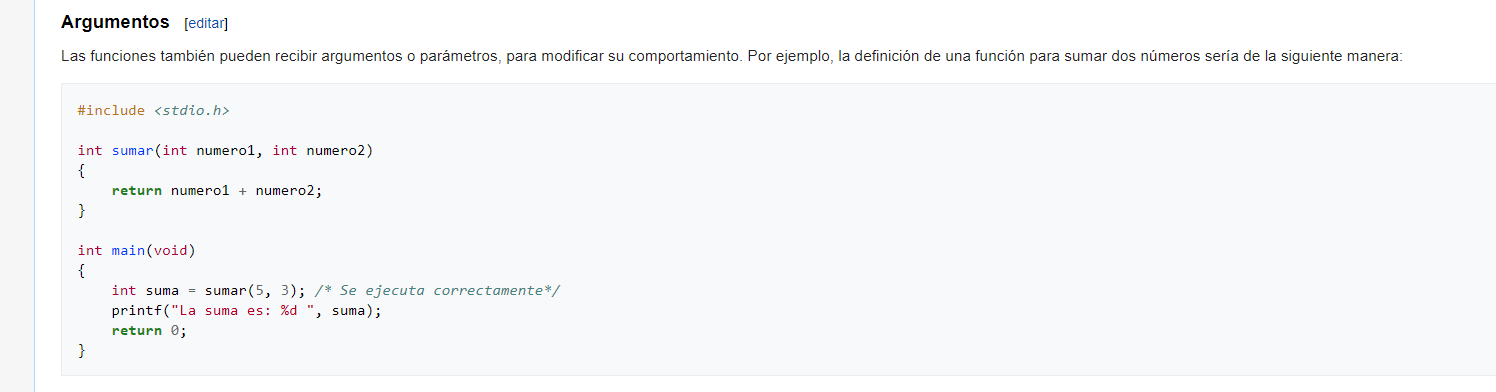 Argumentos [editar]
Las funciones también pueden recibir argumentos o parámetros, para modificar su comportamiento. Por ejemplo, la definición de una función para sumar dos números sería de la siguiente manera:
#include <stdio.h>
int sumar(int numero1, int numero2)
{
    return numero1 + numero2;
}
int main(void)
{
    int suma = sumar(5, 3); /* Se ejecuta correctamente*/
    printf("La suma es: %d ", suma);
    return 0;
}